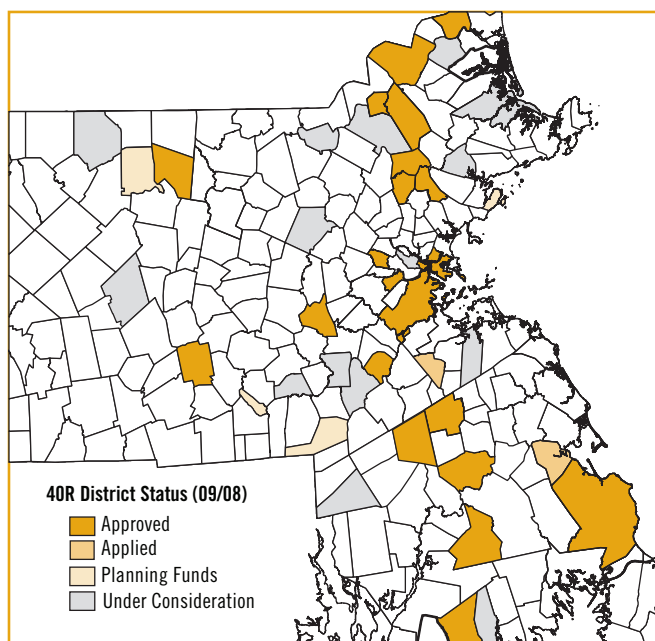 40R District Status (09/08)
Approved
Applied
Planning Funds
Under Consideration